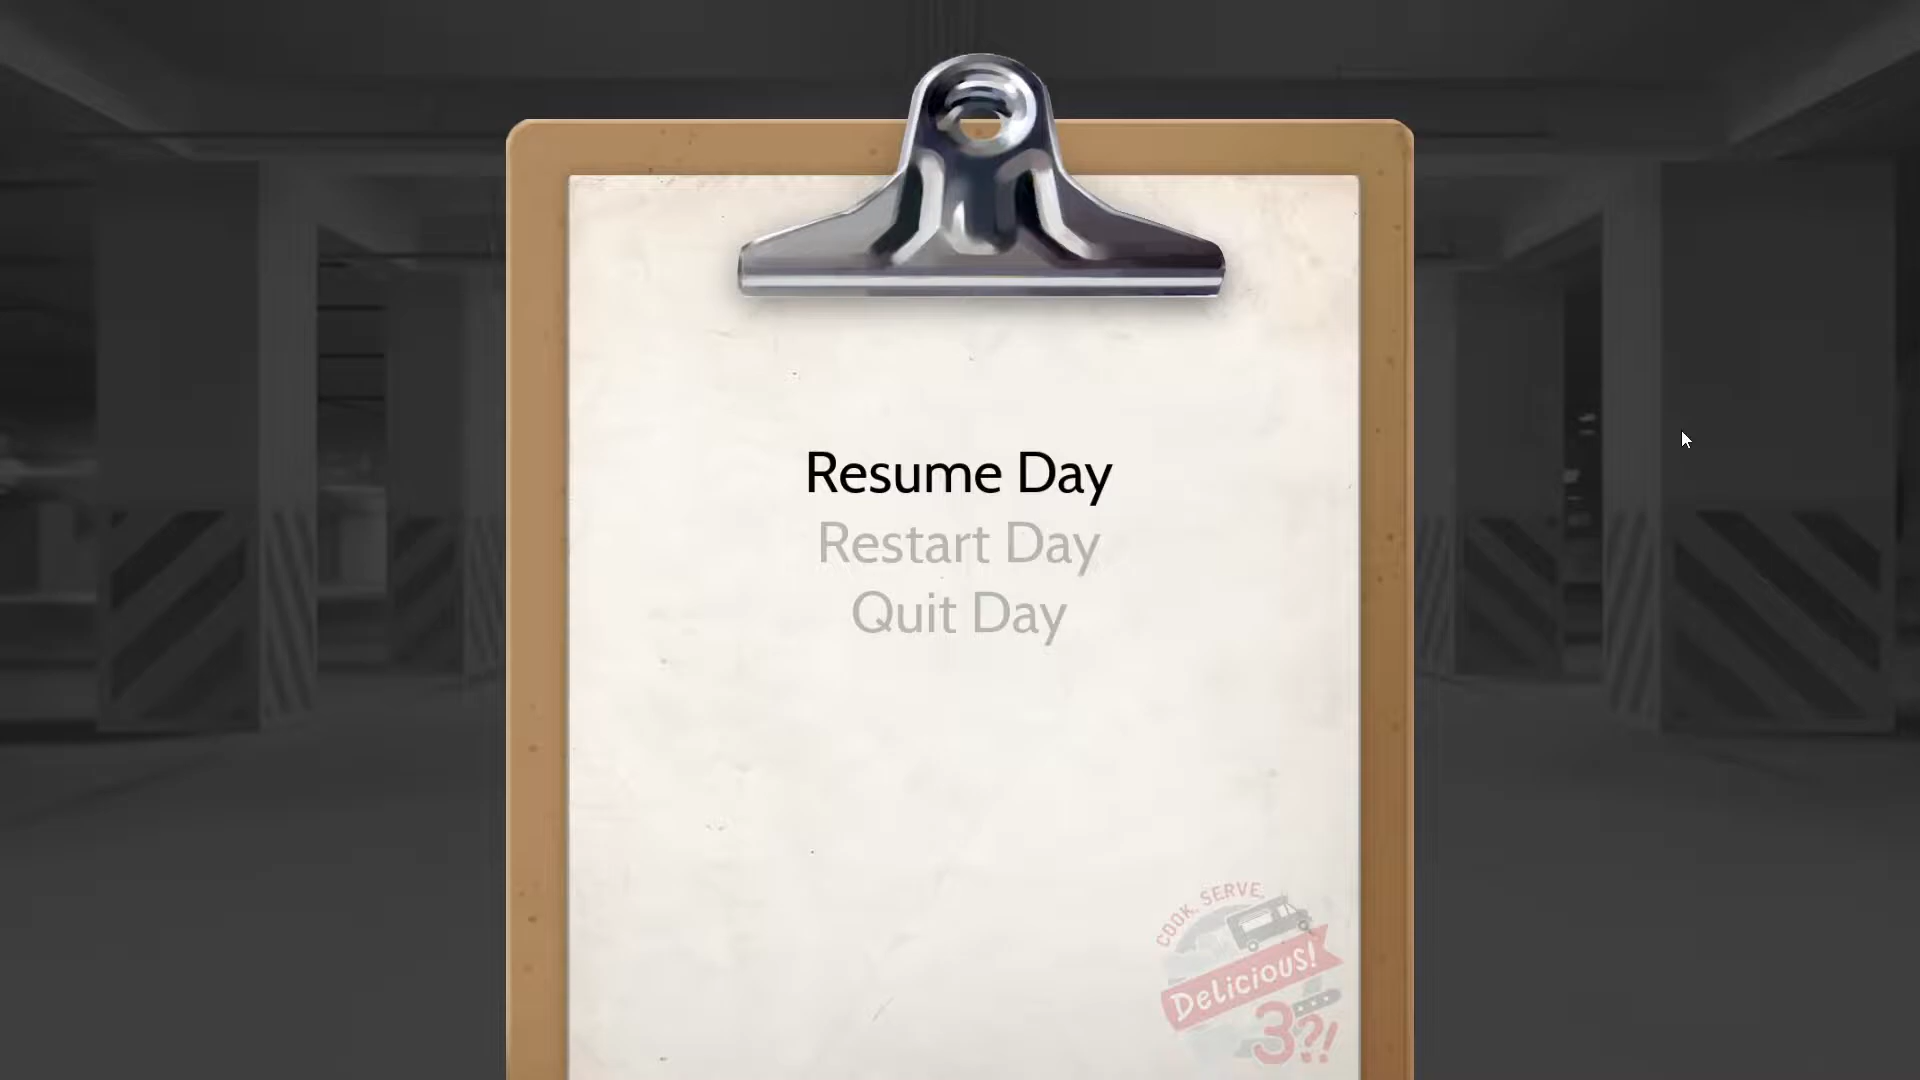 Resume Day
Restart Day
Quit Day
COOK, SERVE,
Delicious!
3?!